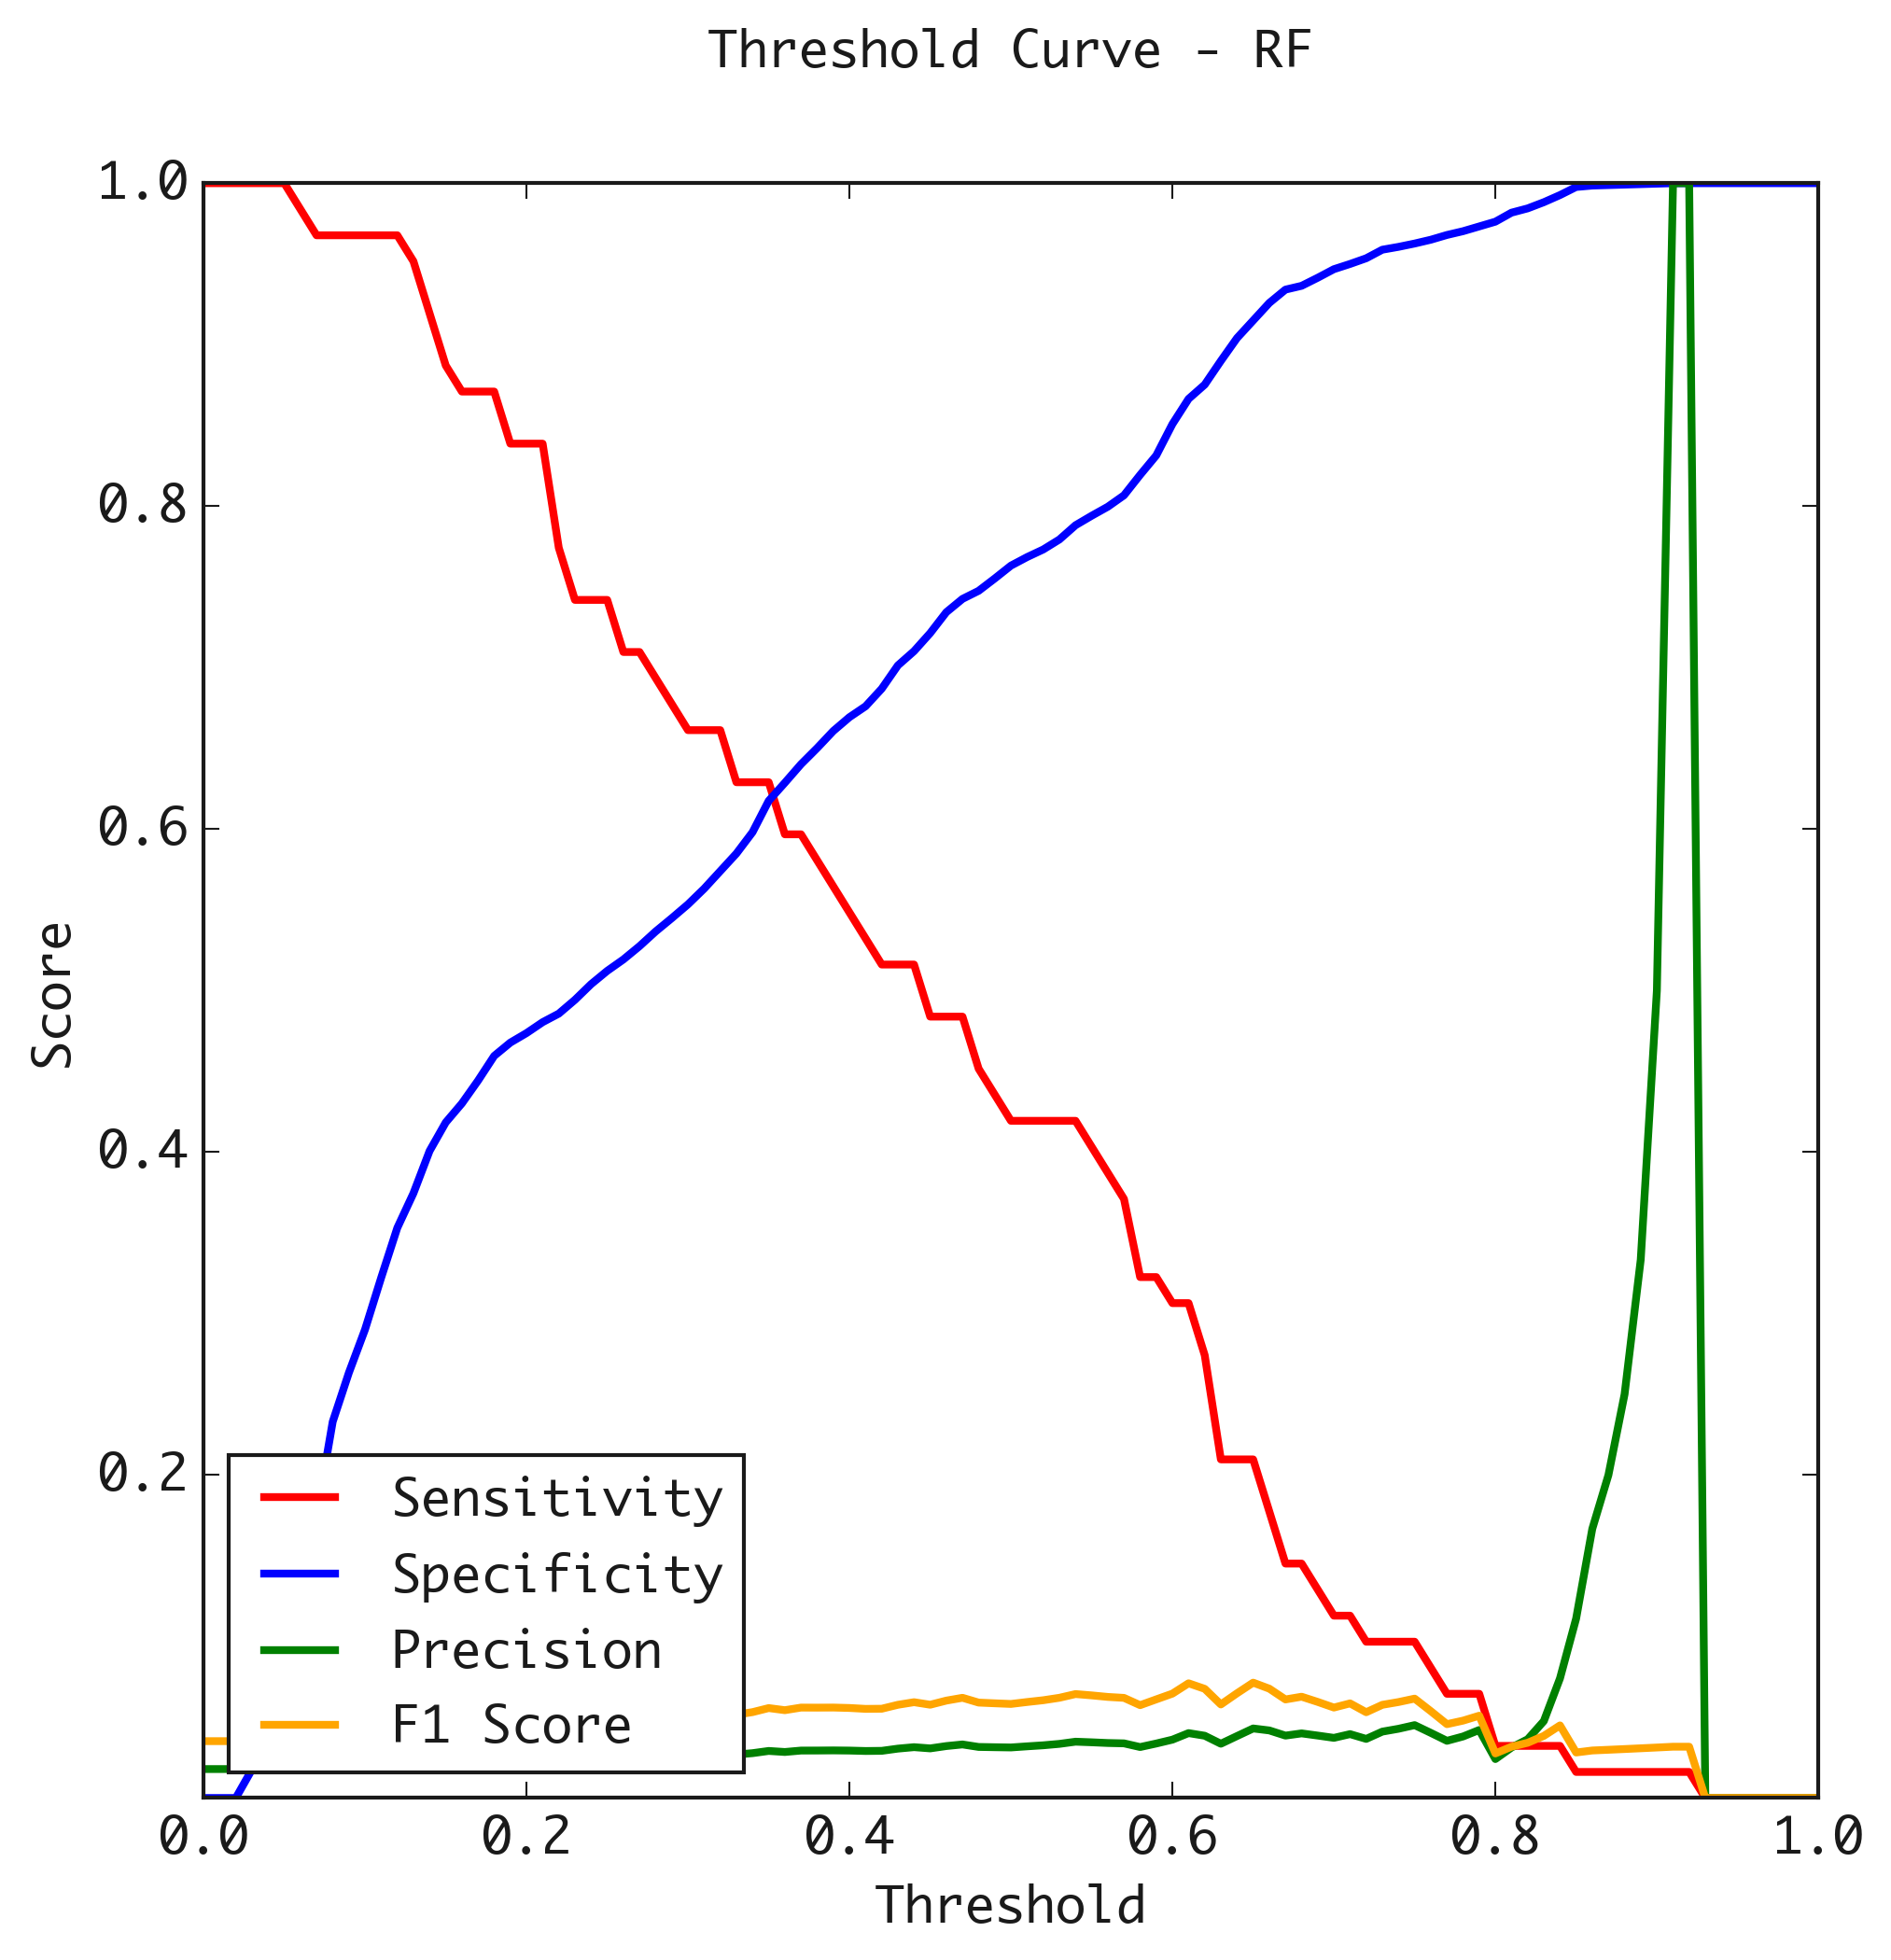 Threshold Curve - RF
1.0
0.8
0.6
0.4
0.2
Score
Sensitivity
Specificity
Precision
F1 Score
0.0 0.2 0.4 0.6 0.8 1.0
Threshold